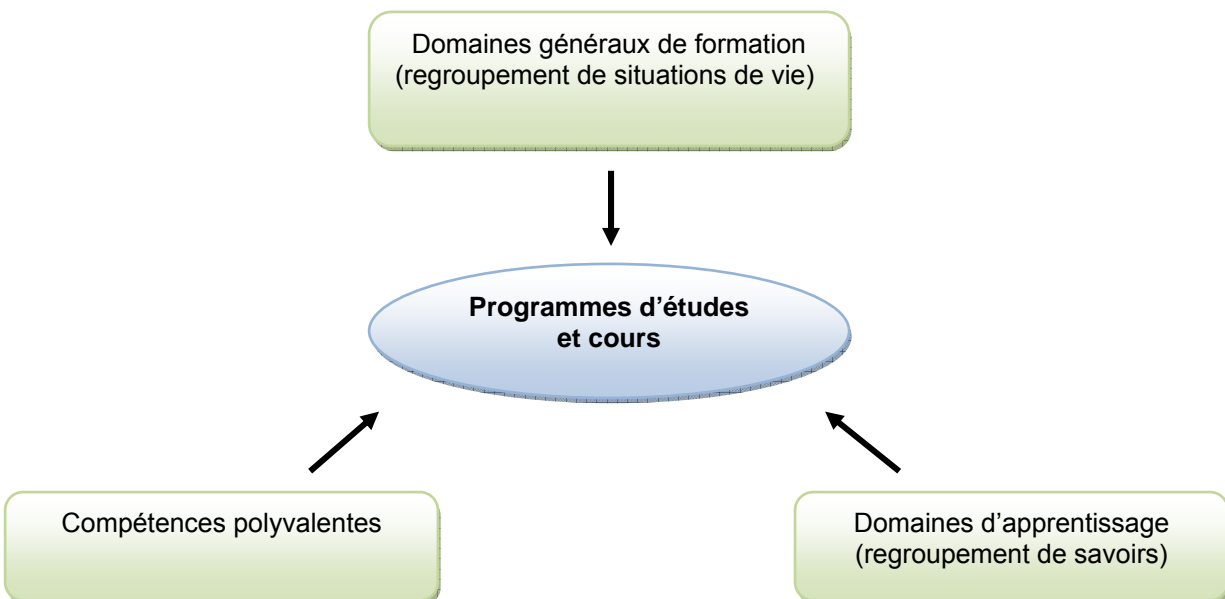 Domaines généraux de formation
(regroupement de situations de vie)
Programmes d'études
et cours
Compétences polyvalentes
Domaines d'apprentissage
(regroupement de savoirs)